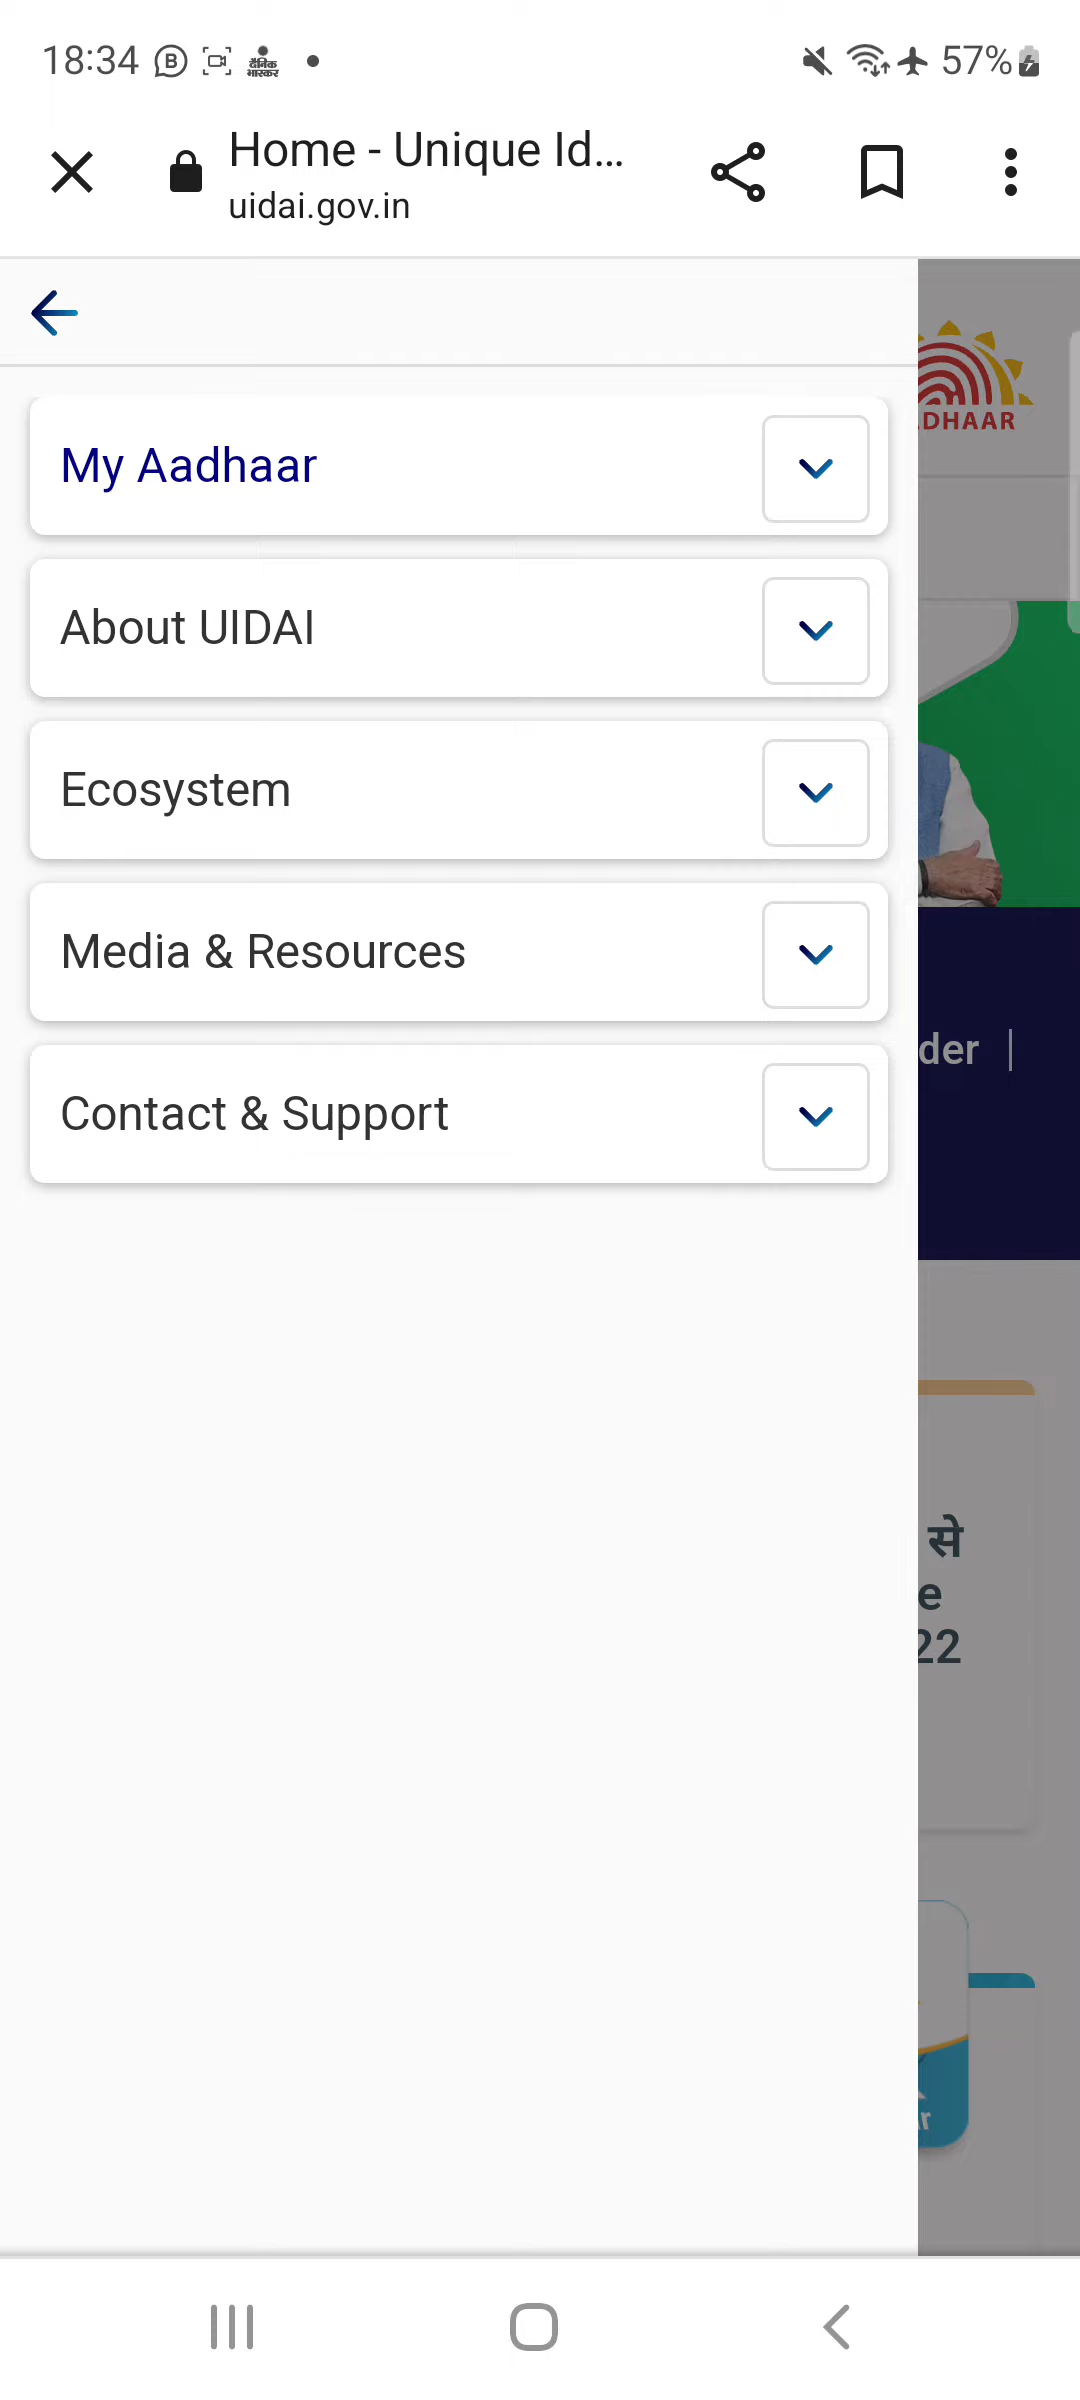 18:34
दैनिक
भास्कर
57%
Home - Unique Id...
uidai.gov.in
DHAAR
My Aadhaar
About UIDAI
Ecosystem
Media & Resources
der |
Contact & Support
से
e
22